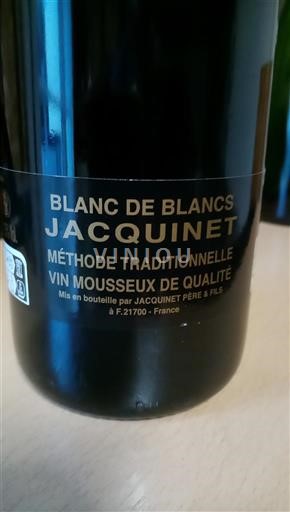 BLANC DE BLANCS
JACQUINET
MÉTHODE TRADITIONNELLE
VINIOU
VIN MOUSSEUX DE QUALITÉ
Mis en bouteille par JACQUINET PÈRE & FILS
à F.21700 - France